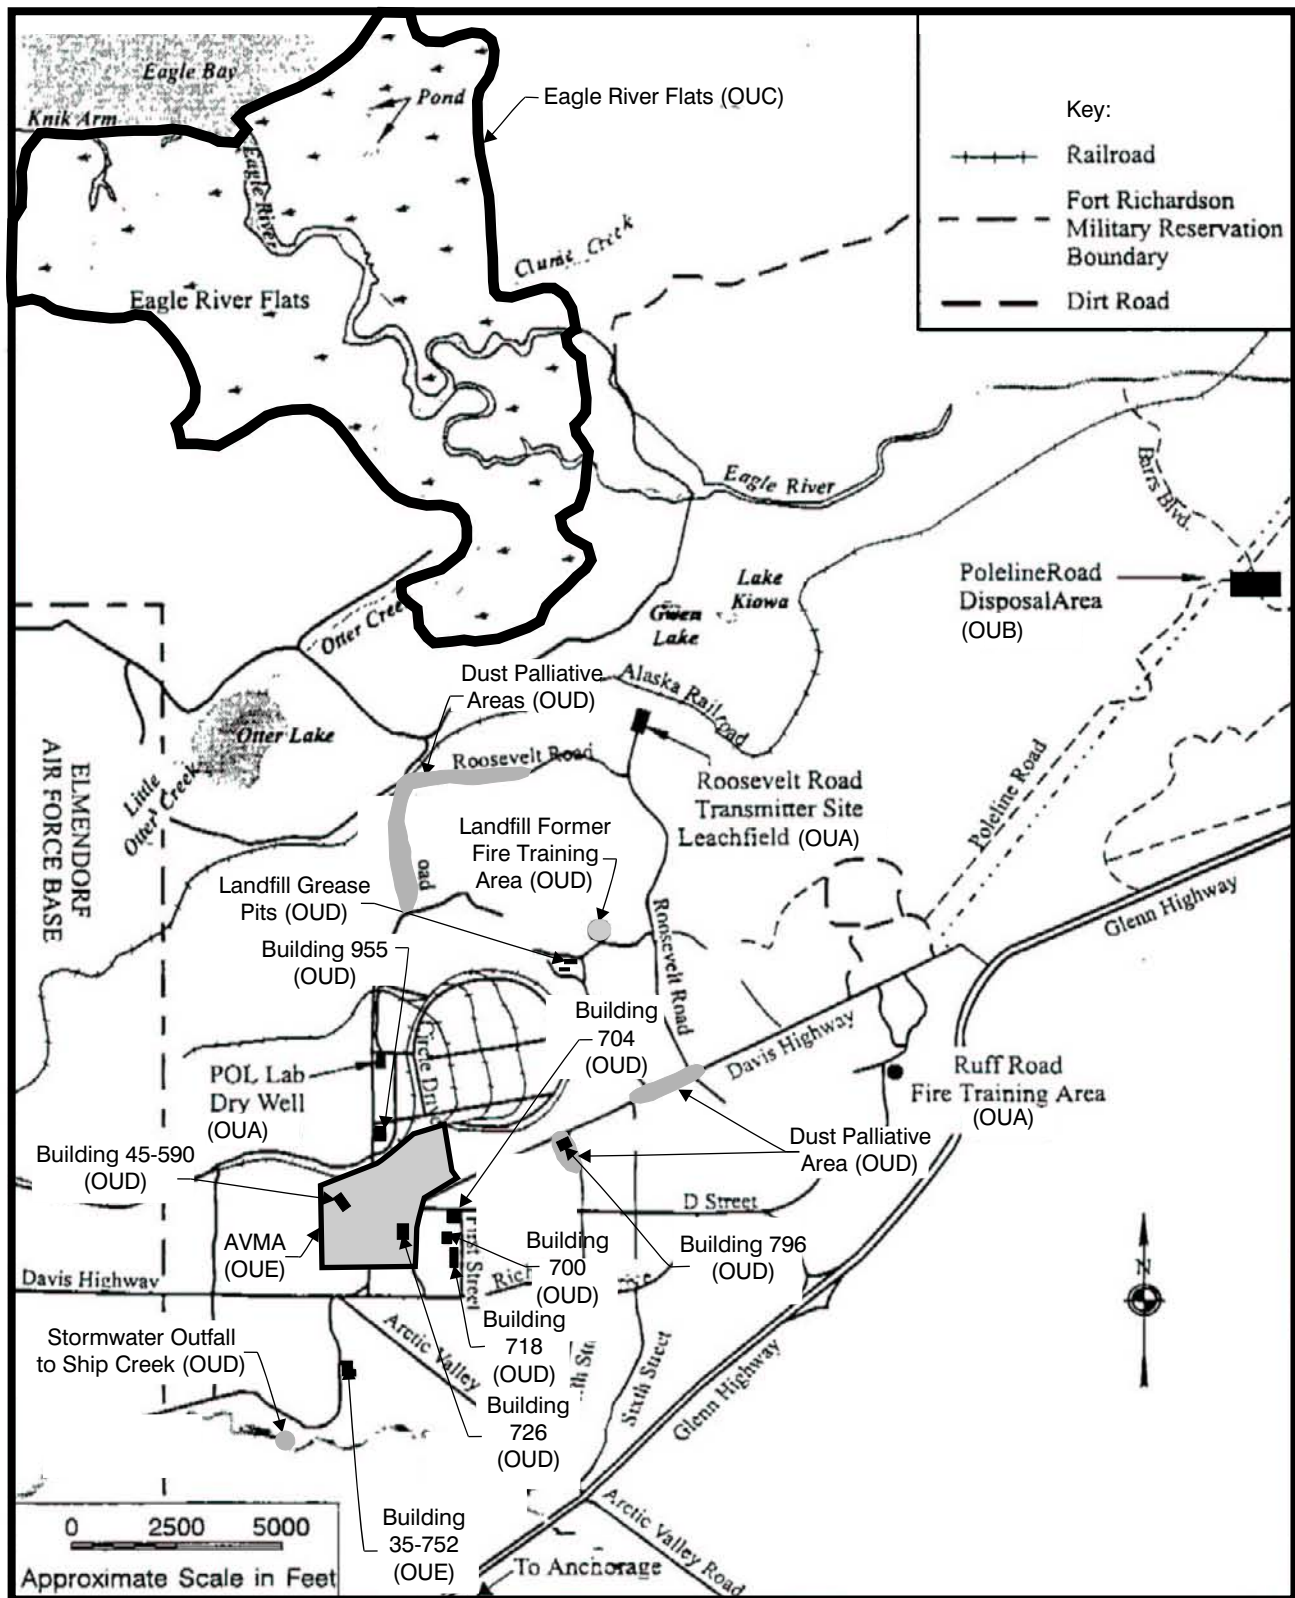 Eagle Bay
Pond
Eagle River Flats (OUC)
Knik Arm
Eagle River
Key:
Railroad
Fort Richardson
Military Reservation
Boundary
Dirt Road
Eagle River Flats
Eagle River
Barrs Blvd.
PolelineRoad
DisposalArea
(OUB)
Lake
Kiowa
Gwen
Lake
Otter Cree
Dust Palliative
Areas (OUD)
Alaska Railroad
Otter Lake
Roosevelt Road
Little
Otter Creek
ELMENDORF
AIR FORCE BASE
Roosevelt Road
Transmitter Site
Leachfield (OUA)
Poleline Road
Landfill Former
Fire Training
Area (OUD)
oad
Landfill Grease
Pits (OUD)
Roosevelt Road
Glenn Highway
Building 955
(OUD)
Building
704
(OUD)
Circle Drive
Davis Highway
POL Lab
Dry Well
(OUA)
Ruff Road
Fire Training Area
(OUA)
Building 45-590
(OUD)
Dust Palliative
Area (OUD)
D Street
AVMA
(OUE)
First Street
Building
700
(OUD)
Building 796
(OUD)
Davis Highway
Rich
Building
718
(OUD)
N
Stormwater Outfall
to Ship Creek (OUD)
Arctic Valley
Sixth Street
Glenn Highway
Building
726
(OUD)
Building
35-752
(OUE)
Arctic Valley Road
To Anchorage
0 2500 5000
Approximate Scale in Feet